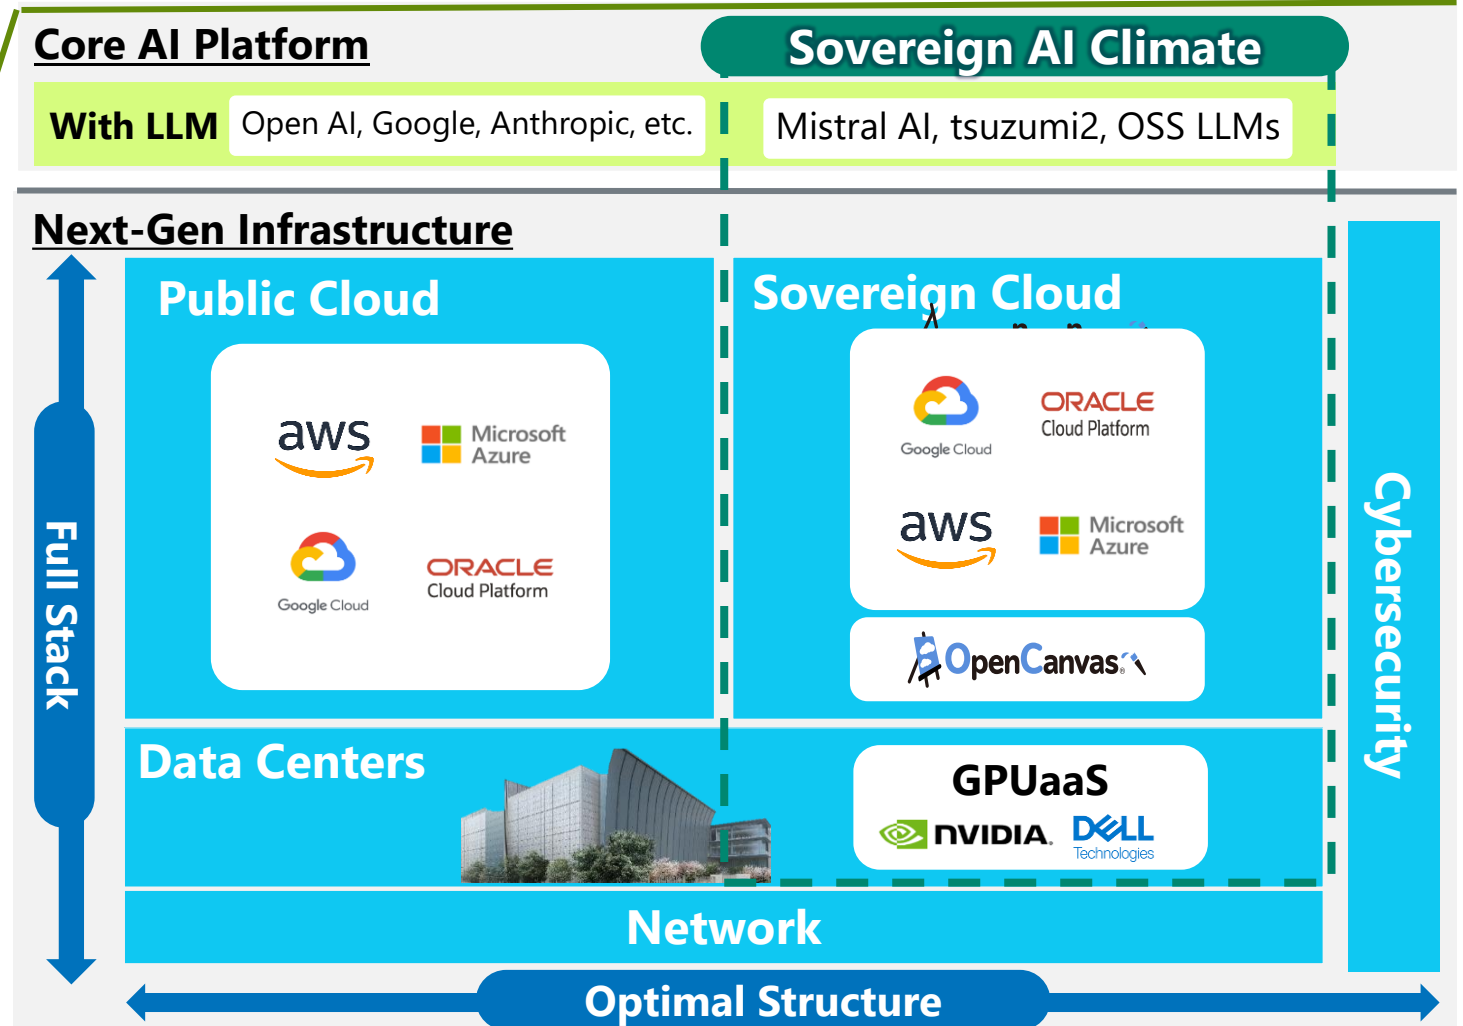 Core AI Platform
Sovereign AI Climate
With LLM
Open AI, Google, Anthropic, etc.
Mistral AI, tsuzumi2, OSS LLMs
Next-Gen Infrastructure
Public Cloud
aws
Microsoft
Azure
Google Cloud
ORACLE
Cloud Platform
Sovereign Cloud
Google Cloud
ORACLE
Cloud Platform
aws
Microsoft
Azure
OpenCanvas®
Data Centers
GPUaaS
NVIDIA.
DELL
Technologies
Network
Full Stack
Cybersecurity
Optimal Structure